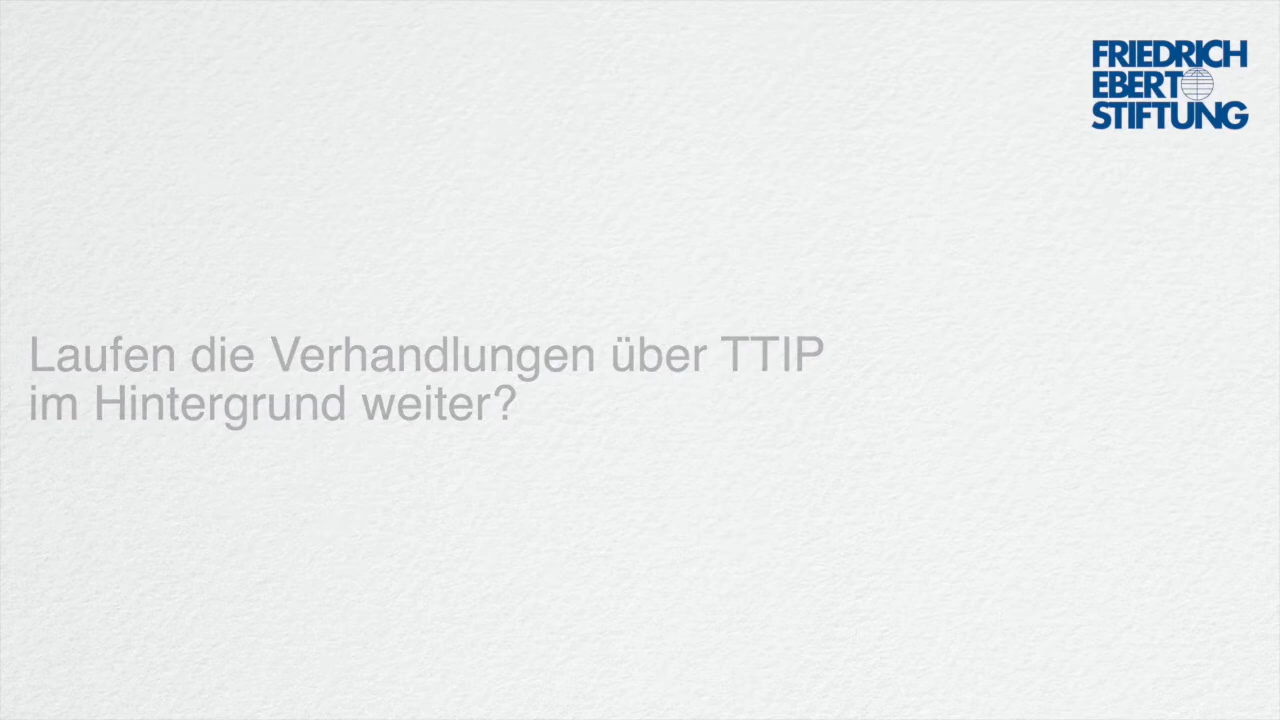 FRIEDRICH
EBERT
STIFTUNG
Laufen die Verhandlungen über TTIP
im Hintergrund weiter?